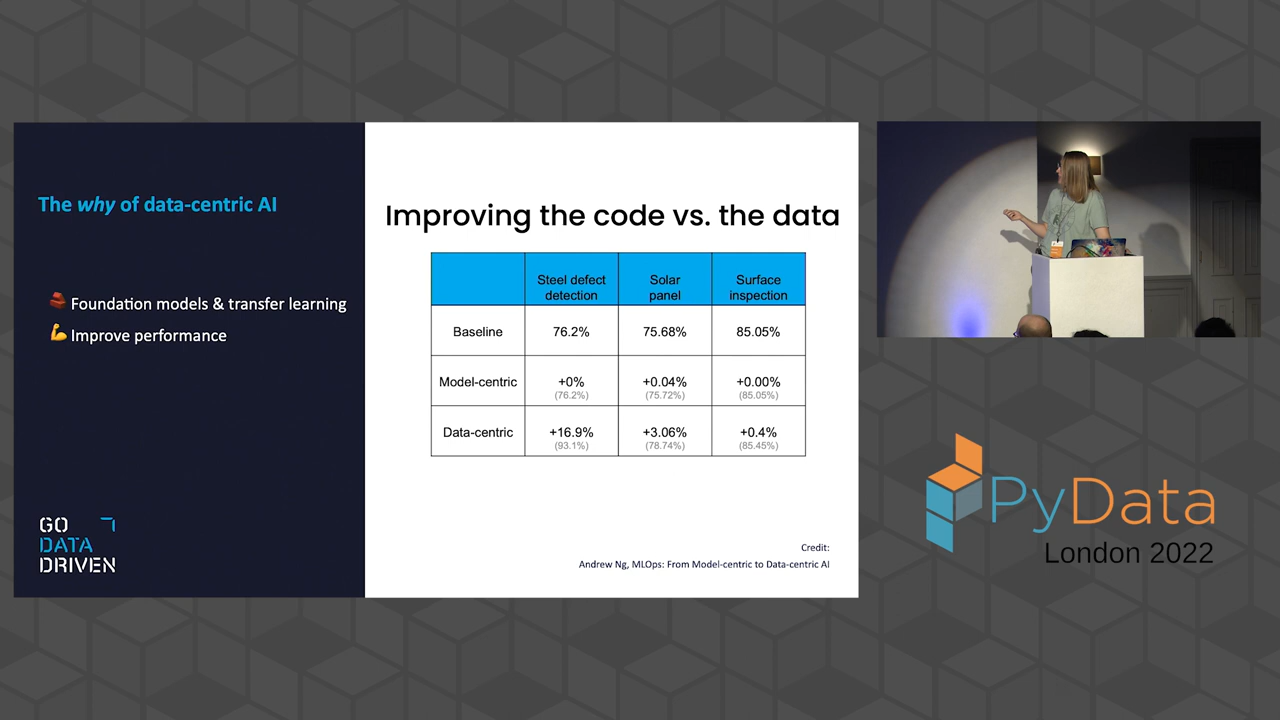 The why of data-centric AI
Foundation models & transfer learning
Improve performance
GO
DATA
DRIVEN
Improving the code vs. the data
Steel defect detection Solar panel Surface inspection
Baseline 76.2% 75.68% 85.05%
Model-centric +0% +0.04% +0.00%
(76.2%) (75.72%) (85.05%)
Data-centric +16.9% +3.06% +0.4%
(93.1%) (78.74%) (85.45%)
Credit:
Andrew Ng, MLOps: From Model-centric to Data-centric AI
PyData
London 2022